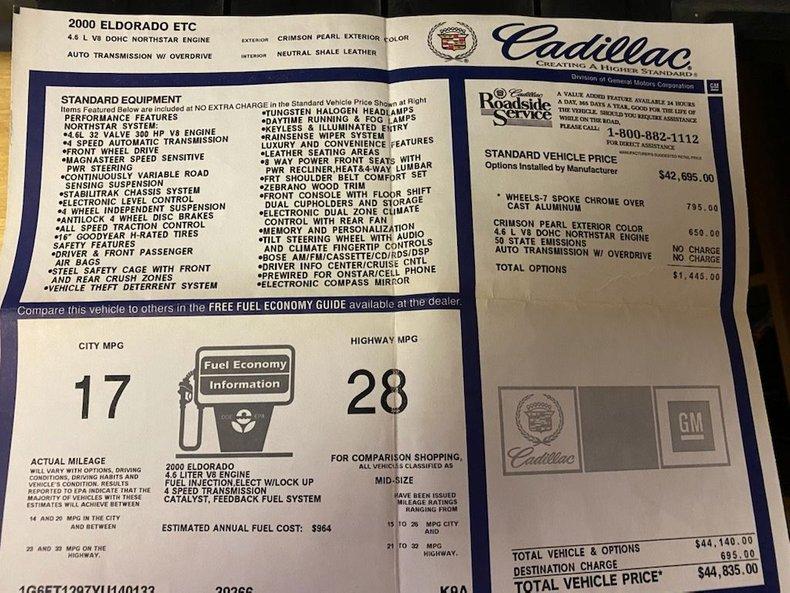 2000 ELDORADO ETC
4.6 L V8 DOHC NORTHSTAR ENGINE
EXTERIOR CRIMSON PEARL EXTERIOR COLOR
AUTO TRANSMISSION W/ OVERDRIVE
INTERIOR NEUTRAL SHALE LEATHER
Cadillac®
CREATING A HIGHER STANDARD®
Division of General Motors Corporation
GM
STANDARD EQUIPMENT
Items Featured Below are included at NO EXTRA CHARGE in the Standard Vehicle Price Shown at Right
PERFORMANCE FEATURES
NORTHSTAR SYSTEM:
•4.6L 32 VALVE 300 HP V8 ENGINE
•4 SPEED AUTOMATIC TRANSMISSION
•FRONT WHEEL DRIVE
•MAGNASTEER SPEED SENSITIVE
PWR STEERING
•CONTINUOUSLY VARIABLE ROAD
SENSING SUSPENSION
•STABILITRAK CHASSIS SYSTEM
•ELECTRONIC LEVEL CONTROL
•4 WHEEL INDEPENDENT SUSPENSION
•ANTILOCK 4 WHEEL DISC BRAKES
•ALL SPEED TRACTION CONTROL
•16" GOODYEAR H-RATED TIRES
SAFETY FEATURES
•DRIVER & FRONT PASSENGER
AIR BAGS
•STEEL SAFETY CAGE WITH FRONT
AND REAR CRUSH ZONES
•VEHICLE THEFT DETERRENT SYSTEM
•TUNGSTEN HALOGEN HEADLAMPS
•DAYTIME RUNNING & FOG LAMPS
•KEYLESS & ILLUMINATED ENTRY
•RAINSENSE WIPER SYSTEM
LUXURY AND CONVENIENCE FEATURES
•LEATHER SEATING AREAS
•8 WAY POWER FRONT SEATS WITH
PWR RECLINER,HEAT&4-WAY LUMBAR
•FRT SHOULDER BELT COMFORT SET
•ZEBRANO WOOD TRIM
•FRONT CONSOLE WITH FLOOR SHIFT
DUAL CUPHOLDERS AND STORAGE
•ELECTRONIC DUAL ZONE CLIMATE
CONTROL WITH REAR FAN
•MEMORY AND PERSONALIZATION
•TILT STEERING WHEEL WITH AUDIO
AND CLIMATE FINGERTIP CONTROLS
•BOSE AM/FM/CASSETTE/CD/RDS/DSP
•DRIVER INFO CENTER/CRUISE CNTL
•PREWIRED FOR ONSTAR/CELL PHONE
•ELECTRONIC COMPASS MIRROR
Cadillac
Roadside
Service®
A VALUE ADDED FEATURE AVAILABLE 24 HOURS
A DAY, 365 DAYS A YEAR, GOOD FOR THE LIFE OF
THE VEHICLE. SHOULD YOU REQUIRE ASSISTANCE
WHILE ON THE ROAD,
PLEASE CALL: 1-800-882-1112
FOR DIRECT ASSISTANCE
MANUFACTURER'S SUGGESTED RETAIL PRICE
STANDARD VEHICLE PRICE $42,695.00
Options Installed by Manufacturer
* WHEELS-7 SPOKE CHROME OVER
CAST ALUMINUM 795.00
CRIMSON PEARL EXTERIOR COLOR 650.00
4.6 L V8 DOHC NORTHSTAR ENGINE
50 STATE EMISSIONS NO CHARGE
AUTO TRANSMISSION W/ OVERDRIVE NO CHARGE
TOTAL OPTIONS $1,445.00
Compare this vehicle to others in the FREE FUEL ECONOMY GUIDE available at the dealer.
CITY MPG
17
Fuel Economy
Information
DOE EPA
HIGHWAY MPG
28
ACTUAL MILEAGE
WILL VARY WITH OPTIONS, DRIVING
CONDITIONS, DRIVING HABITS AND
VEHICLE'S CONDITION. RESULTS
REPORTED TO EPA INDICATE THAT THE
MAJORITY OF VEHICLES WITH THESE
ESTIMATES WILL ACHIEVE BETWEEN
14 AND 20 MPG IN THE CITY
AND BETWEEN
23 AND 33 MPG ON THE
HIGHWAY.
2000 ELDORADO
4.6 LITER V8 ENGINE
FUEL INJECTION,ELECT W/LOCK UP
4 SPEED TRANSMISSION
CATALYST, FEEDBACK FUEL SYSTEM
ESTIMATED ANNUAL FUEL COST: $964
FOR COMPARISON SHOPPING,
ALL VEHICLES CLASSIFIED AS
MID-SIZE
HAVE BEEN ISSUED
MILEAGE RATINGS
RANGING FROM
15 TO 26 MPG CITY
AND
21 TO 32 MPG
HIGHWAY.
Cadillac
GM
TOTAL VEHICLE & OPTIONS $44,140.00
DESTINATION CHARGE 695.00
TOTAL VEHICLE PRICE* $44,835.00
1G6ET1297YU140133
K9A